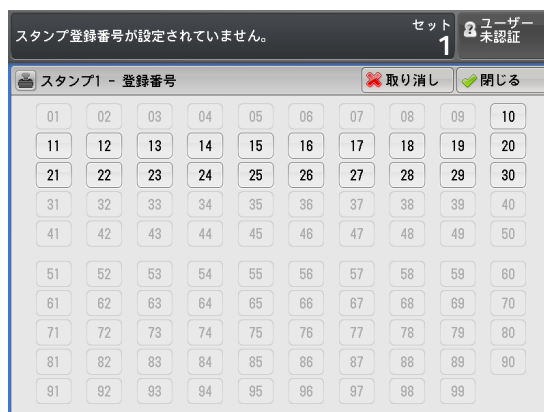 スタンプ登録番号が設定されていません。
セット
1
ユーザー
未認証
スタンプ1 - 登録番号
取り消し
閉じる
01 02 03 04 05 06 07 08 09 10
11 12 13 14 15 16 17 18 19 20
21 22 23 24 25 26 27 28 29 30
31 32 33 34 35 36 37 38 39 40
41 42 43 44 45 46 47 48 49 50
51 52 53 54 55 56 57 58 59 60
61 62 63 64 65 66 67 68 69 70
71 72 73 74 75 76 77 78 79 80
81 82 83 84 85 86 87 88 89 90
91 92 93 94 95 96 97 98 99